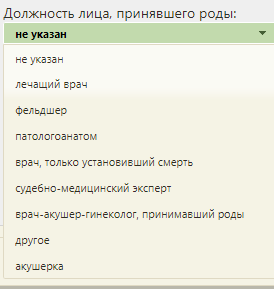 Должность лица, принявшего роды:
не указан
не указан
лечащий врач
фельдшер
патологоанатом
врач, только установивший смерть
судебно-медицинский эксперт
врач-акушер-гинеколог, принимавший роды
другое
акушерка